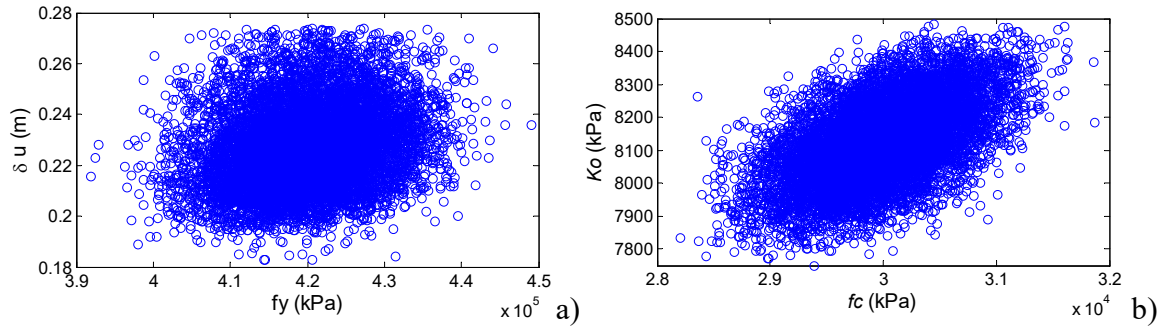 0.28
0.26
0.24
0.22
0.2
0.18
δ u (m)
3.9 4 4.1 4.2 4.3 4.4 4.5
fy (kPa)
x 10^5
a)
8500
8400
8300
8200
8100
8000
7900
7800
Ko (kPa)
2.8 2.9 3 3.1 3.2
fc (kPa)
x 10^4
b)